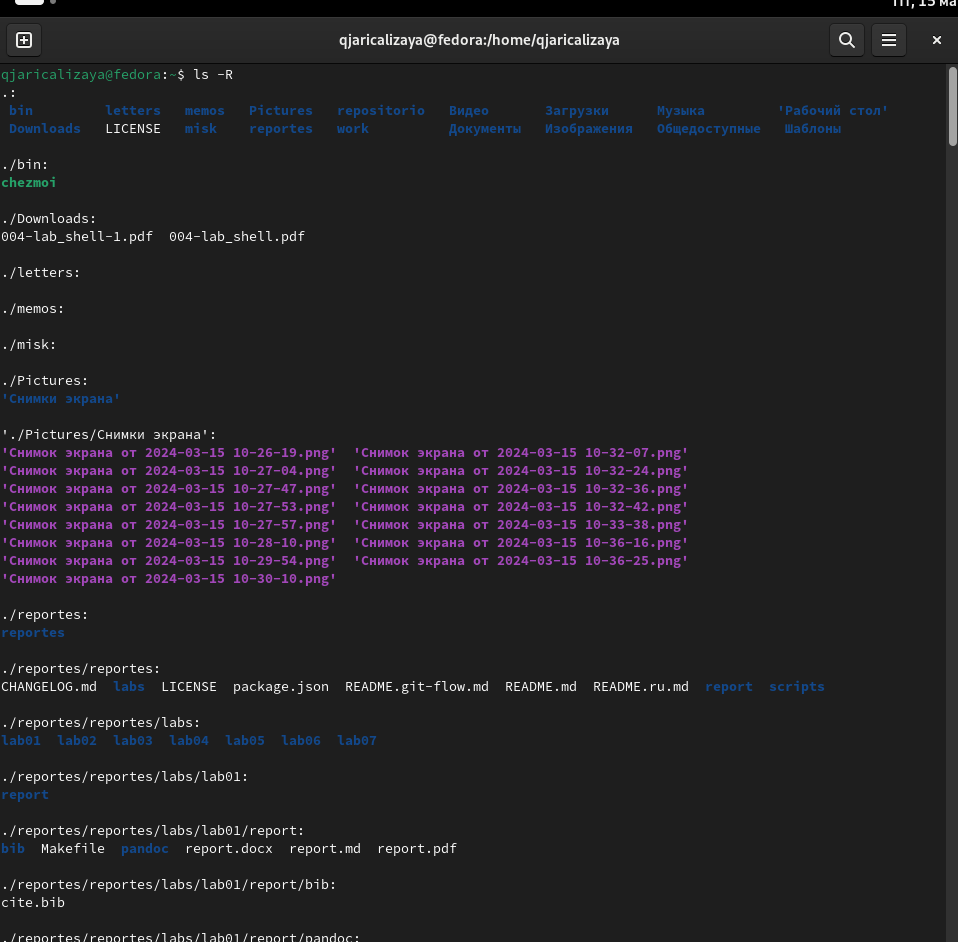 qjaricalizaya@fedora:/home/qjaricalizaya
qjaricalizaya@fedora:~$ ls -R
.:
bin letters memos Pictures repositorio Видео Загрузки Музыка 'Рабочий стол'
Downloads LICENSE misk reportes work Документы Изображения Общедоступные Шаблоны
./bin:
chezmoi
./Downloads:
004-lab_shell-1.pdf 004-lab_shell.pdf
./letters:
./memos:
./misk:
./Pictures:
'Снимки экрана'
'./Pictures/Снимки экрана':
'Снимок экрана от 2024-03-15 10-26-19.png' 'Снимок экрана от 2024-03-15 10-32-07.png'
'Снимок экрана от 2024-03-15 10-27-04.png' 'Снимок экрана от 2024-03-15 10-32-24.png'
'Снимок экрана от 2024-03-15 10-27-47.png' 'Снимок экрана от 2024-03-15 10-32-36.png'
'Снимок экрана от 2024-03-15 10-27-53.png' 'Снимок экрана от 2024-03-15 10-32-42.png'
'Снимок экрана от 2024-03-15 10-27-57.png' 'Снимок экрана от 2024-03-15 10-33-38.png'
'Снимок экрана от 2024-03-15 10-28-10.png' 'Снимок экрана от 2024-03-15 10-36-16.png'
'Снимок экрана от 2024-03-15 10-29-54.png' 'Снимок экрана от 2024-03-15 10-36-25.png'
'Снимок экрана от 2024-03-15 10-30-10.png'
./reportes:
reportes
./reportes/reportes:
CHANGELOG.md labs LICENSE package.json README.git-flow.md README.md README.ru.md report scripts
./reportes/reportes/labs:
lab01 lab02 lab03 lab04 lab05 lab06 lab07
./reportes/reportes/labs/lab01:
report
./reportes/reportes/labs/lab01/report:
bib Makefile pandoc report.docx report.md report.pdf
./reportes/reportes/labs/lab01/report/bib:
cite.bib
./reportes/reportes/labs/lab01/report/pandoc: